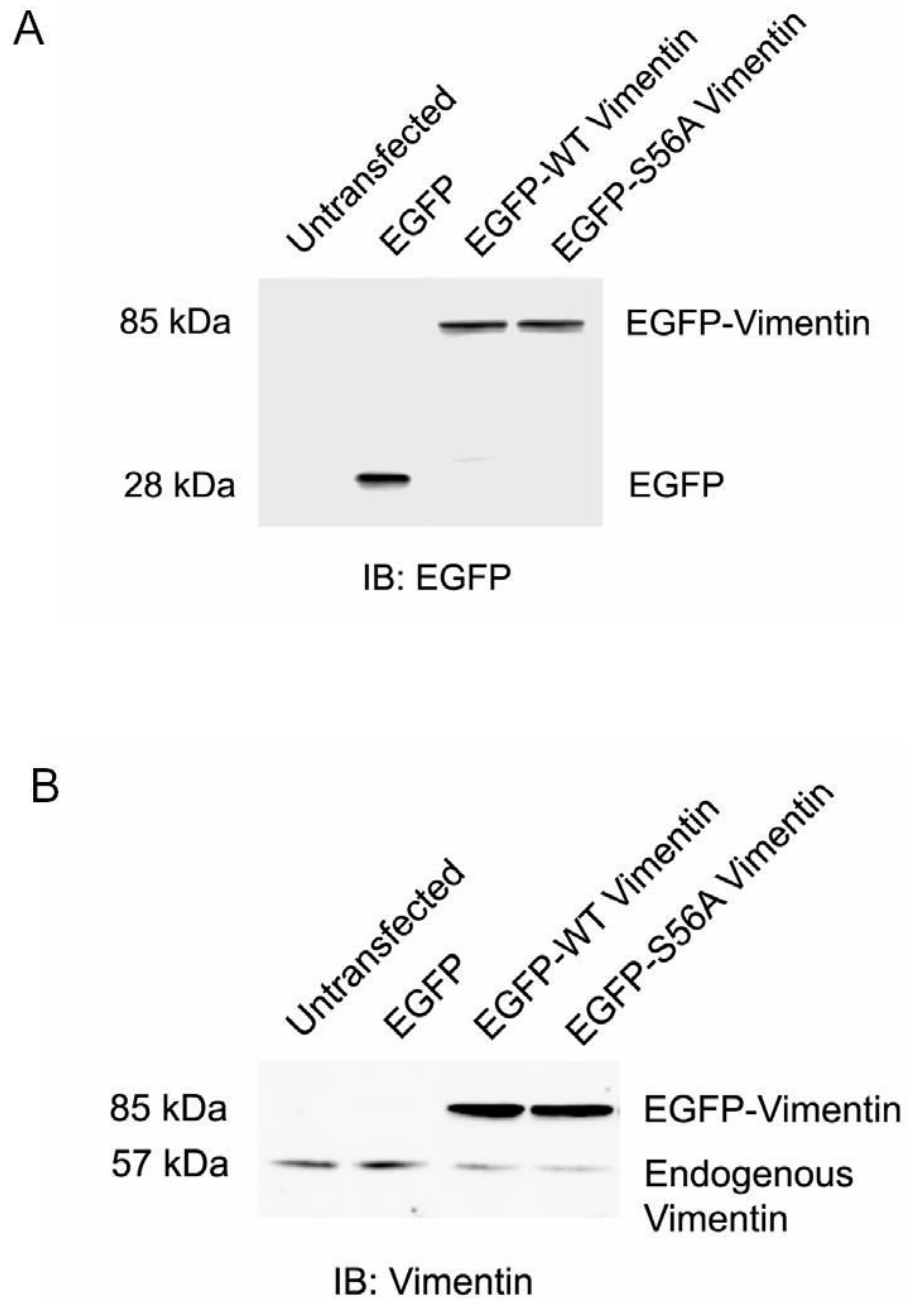 A
Untransfected
EGFP
EGFP-WT Vimentin
EGFP-S56A Vimentin
85 kDa
EGFP-Vimentin
28 kDa
EGFP
IB: EGFP
B
Untransfected
EGFP
EGFP-WT Vimentin
EGFP-S56A Vimentin
85 kDa
EGFP-Vimentin
57 kDa
Endogenous
Vimentin
IB: Vimentin